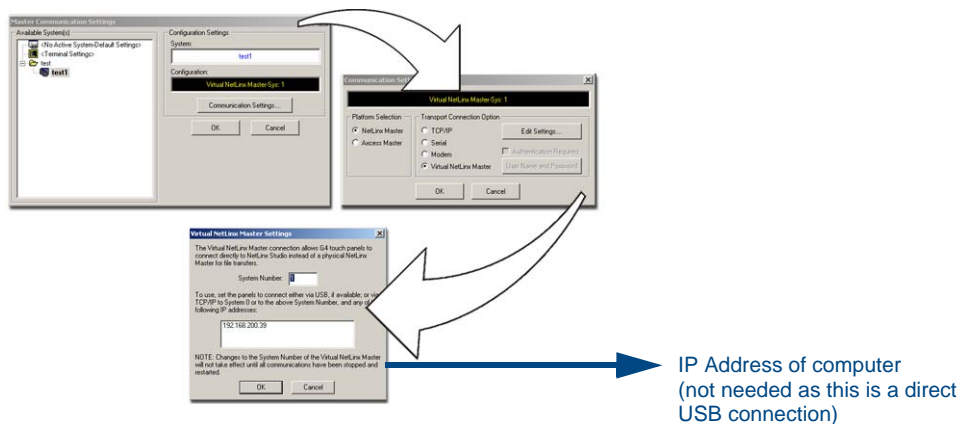 Master Communication Settings
Available System(s)
<No Active System-Default Settings>
<Terminal Settings>
test
test1
Configuration Settings
System:
test1
Configuration:
Virtual NetLinx Master-Sys: 1
Communication Settings...
OK
Cancel
Communication Sett
Virtual NetLinx Master-Sys: 1
Platform Selection
NetLinx Master
Axcess Master
Transport Connection Option
TCP/IP
Serial
Modem
Virtual NetLinx Master
Edit Settings...
Authentication Required
User Name and Password
OK
Cancel
Virtual NetLinx Master Settings
The Virtual NetLinx Master connection allows G4 touch panels to
connect directly to NetLinx Studio instead of a physical NetLinx
Master for file transfers.
System Number: 1
To use, set the panels to connect either via USB, if available; or via
TCP/IP to System 0 or to the above System Number, and any of
following IP addresses:
192.168.200.39
NOTE: Changes to the System Number of the Virtual NetLinx Master
will not take effect until all communications have been stopped and
restarted.
OK
Cancel
IP Address of computer
(not needed as this is a direct
USB connection)